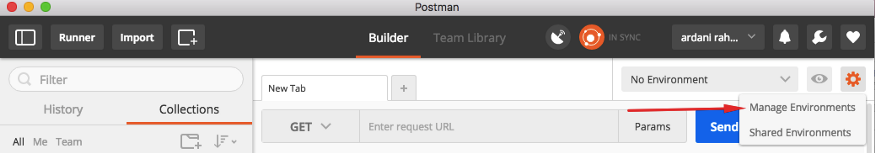 Postman
Runner Import Builder Team Library IN SYNC ardani rah...
Filter
New Tab + No Environment
History Collections
Manage Environments
GET Enter request URL Params Send
Shared Environments
All Me Team